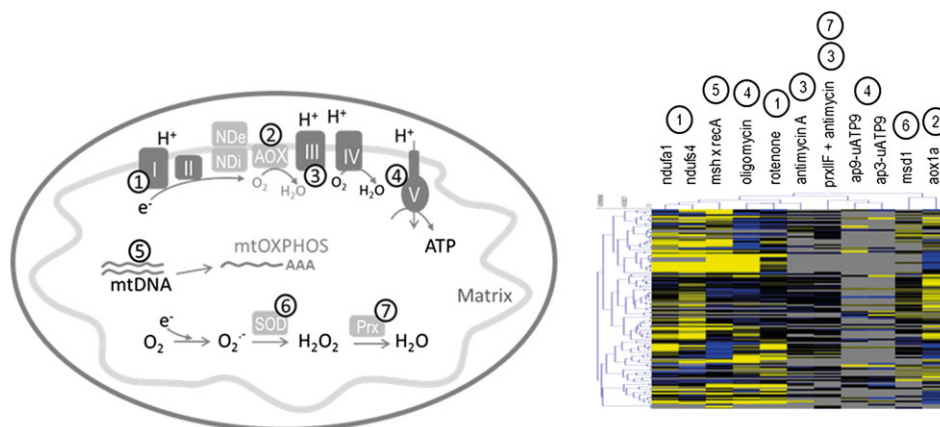 H⁺
I
II
NDe
NDi
②
AOX
H⁺ H⁺
III
IV
H⁺
V
①
e⁻
O₂
H₂O
③
O₂
H₂O
④
ATP
⑤
mtDNA
mtOXPHOS
AAA
Matrix
O₂
e⁻
O₂·⁻
⑥
SOD
H₂O₂
⑦
Prx
H₂O
⑦
③
①
⑤
④
①
③
④
⑥
②
ndufa1
ndufs4
msh x recA
oligomycin
rotenone
antimycin A
prxIIF + antimycin
ap9-uATP9
ap3-uATP9
msd1
aox1a